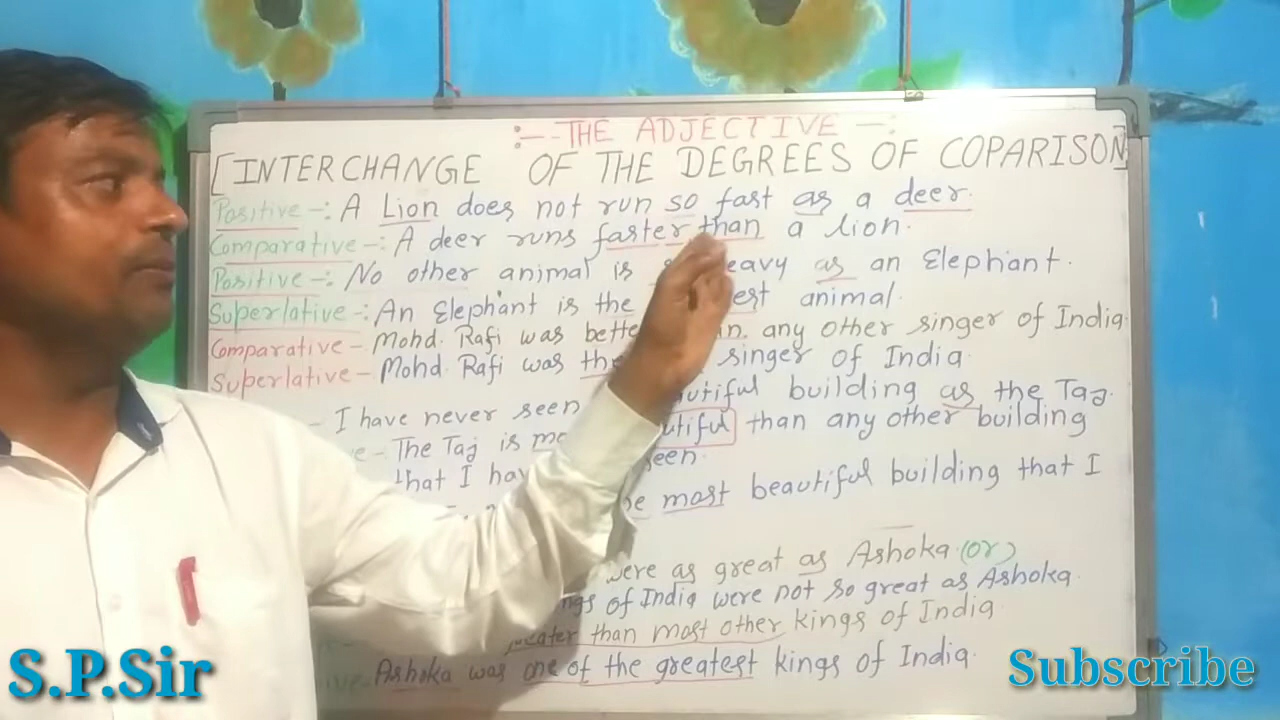 :-- THE ADJECTIVE -:
[INTERCHANGE OF THE DEGREES OF COPARISON]
Positive -: A Lion does not run so fast as a deer.
Comparative -: A deer runs faster than a lion.
Positive -: No other animal is eavy as an Elephant.
Superlative -: An Elephant is the est animal.
Comparative - Mohd. Rafi was bette n any other singer of India
Superlative - Mohd. Rafi was the singer of India
- I have never seen utiful building as the Taj.
e - The Taj is mo utiful than any other building
that I hav seen.
he most beautiful building that I
were as great as Ashoka (or)
ngs of India were not so great as Ashoka.
greater than most other kings of India
ive Ashoka was one of the greatest kings of India.
S.P.Sir
Subscribe